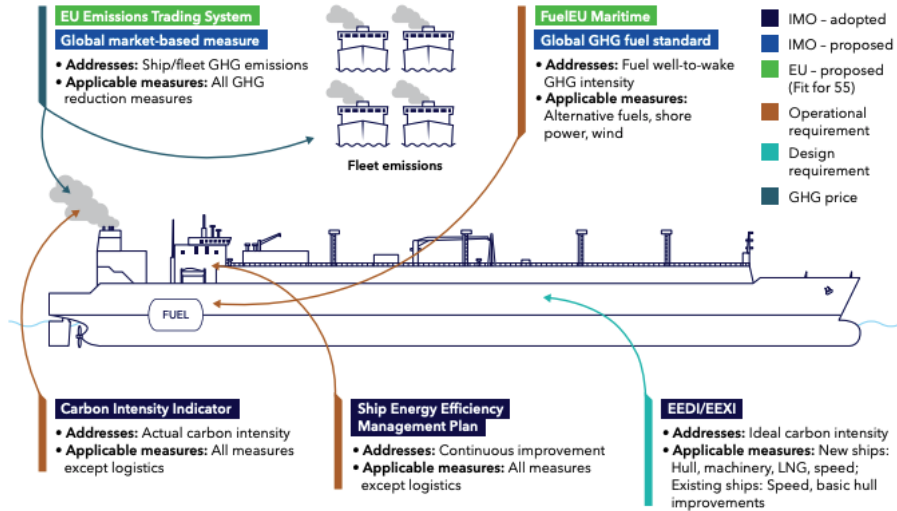 EU Emissions Trading System
Global market-based measure
• Addresses: Ship/fleet GHG emissions
• Applicable measures: All GHG
reduction measures
Fleet emissions
FuelEU Maritime
Global GHG fuel standard
• Addresses: Fuel well-to-wake
GHG intensity
• Applicable measures:
Alternative fuels, shore
power, wind
IMO – adopted
IMO – proposed
EU – proposed
(Fit for 55)
Operational
requirement
Design
requirement
GHG price
FUEL
Carbon Intensity Indicator
• Addresses: Actual carbon intensity
• Applicable measures: All measures
except logistics
Ship Energy Efficiency
Management Plan
• Addresses: Continuous improvement
• Applicable measures: All measures
except logistics
EEDI/EEXI
• Addresses: Ideal carbon intensity
• Applicable measures: New ships:
Hull, machinery, LNG, speed;
Existing ships: Speed, basic hull
improvements